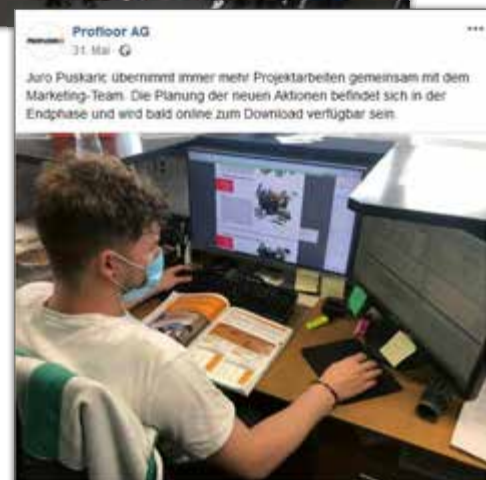 Profloor AG
31. Mai
Juro Puskaric übernimmt immer mehr Projektarbeiten gemeinsam mit dem
Marketing-Team. Die Planung der neuen Aktionen befindet sich in der
Endphase und wird bald online zum Download verfügbar sein.